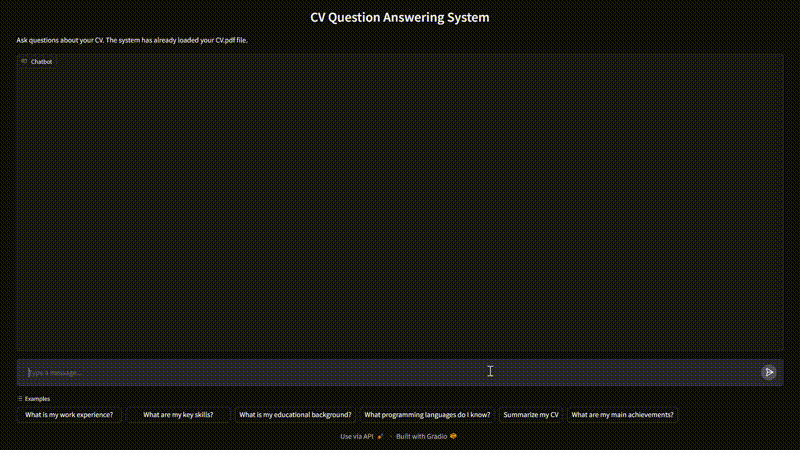 CV Question Answering System
Ask questions about your CV. The system has already loaded your CV.pdf file.
Chatbot
Type a message...
Examples
What is my work experience?
What are my key skills?
What is my educational background?
What programming languages do I know?
Summarize my CV
What are my main achievements?
Use via API · Built with Gradio